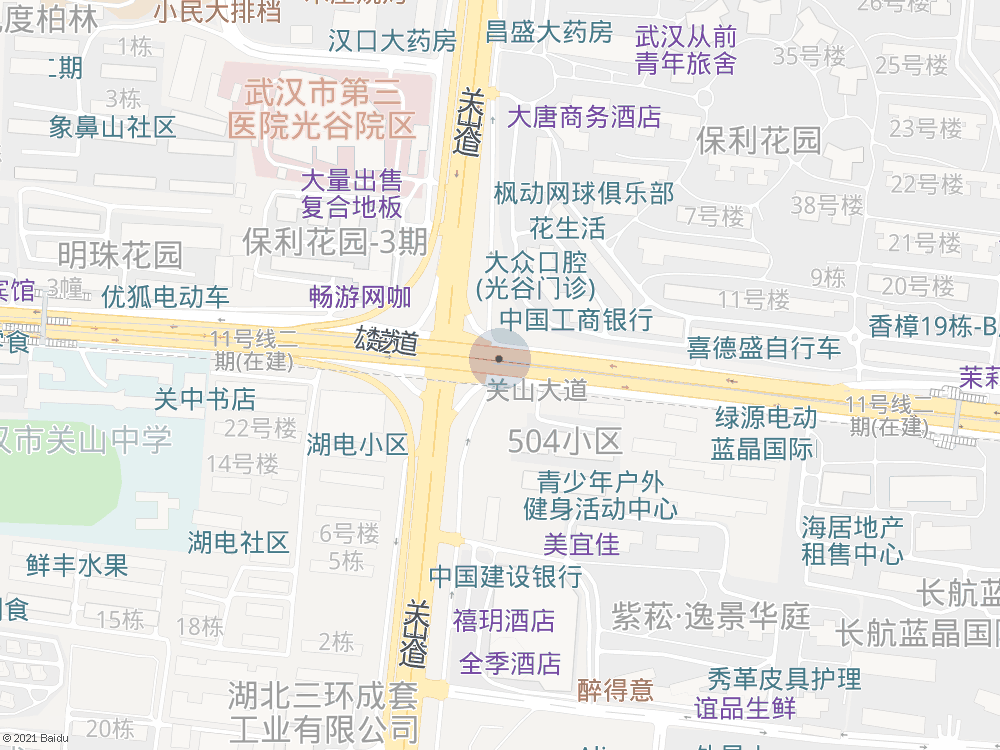 小民大排档
度柏林
1栋
汉口大药房
昌盛大药房
武汉从前
青年旅舍
26号楼
35号楼
25号楼
二期
3栋
象鼻山社区
武汉市第三
医院光谷院区
关山大道
大唐商务酒店
保利花园
23号楼
22号楼
大量出售
复合地板
枫动网球俱乐部
花生活
7号楼
38号楼
21号楼
明珠花园
保利花园-3期
大众口腔
(光谷门诊)
9栋
20号楼
宾馆
3幢
优狐电动车
畅游网咖
11号楼
中国工商银行
香樟19栋-B
零食
11号线二
期(在建)
雄楚大道
喜德盛自行车
茉莉
关中书店
关山大道
11号线二
期(在建)
绿源电动
蓝晶国际
汉市关山中学
22号楼
湖电小区
504小区
14号楼
青少年户外
健身活动中心
6号楼
5栋
湖电社区
美宜佳
海居地产
租售中心
鲜丰水果
中国建设银行
长航蓝
长航蓝晶国际
15栋
18栋
2栋
关山大道
禧玥酒店
紫菘·逸景华庭
全季酒店
醉得意
秀革皮具护理
谊品生鲜
湖北三环成套
工业有限公司
20栋
© 2021 Baidu